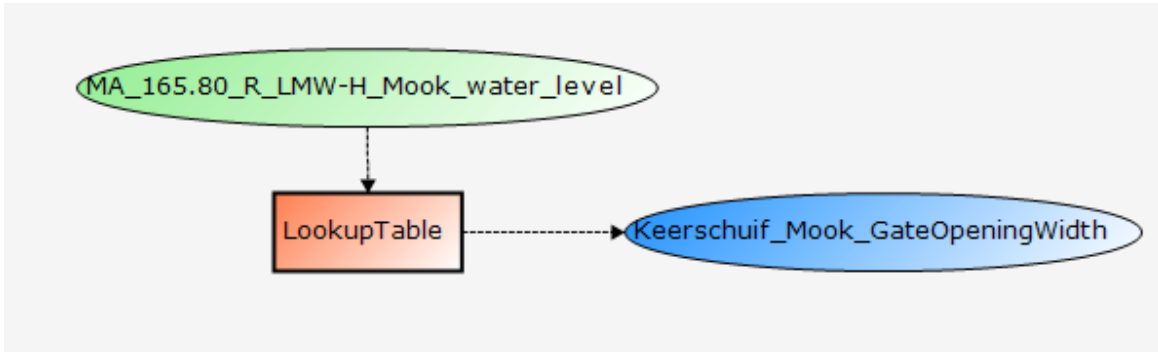 MA_165.80_R_LMW-H_Mook_water_level
LookupTable
Keerschuif_Mook_GateOpeningWidth